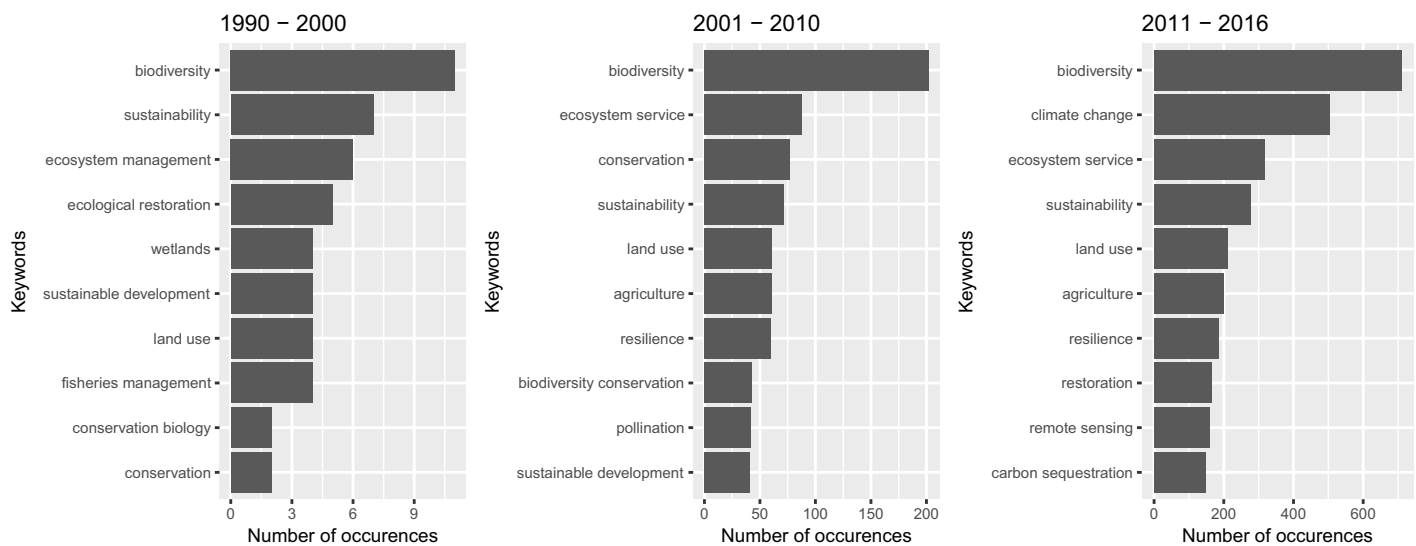 1990 − 2000
biodiversity
sustainability
ecosystem management
ecological restoration
wetlands
sustainable development
land use
fisheries management
conservation biology
conservation
Keywords
0 3 6 9
Number of occurences
2001 − 2010
biodiversity
ecosystem service
conservation
sustainability
land use
agriculture
resilience
biodiversity conservation
pollination
sustainable development
Keywords
0 50 100 150 200
Number of occurences
2011 − 2016
biodiversity
climate change
ecosystem service
sustainability
land use
agriculture
resilience
restoration
remote sensing
carbon sequestration
Keywords
0 200 400 600
Number of occurences